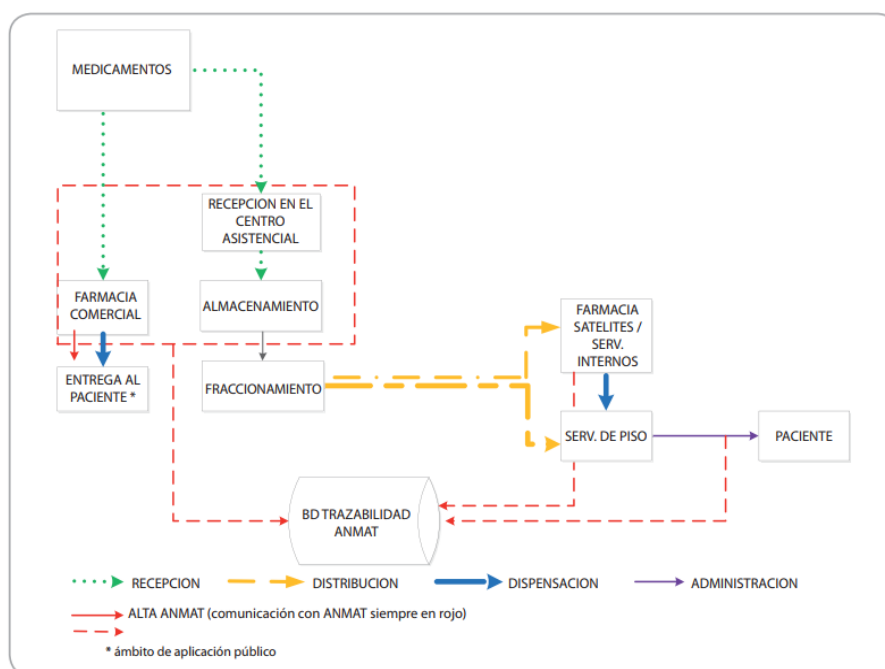 MEDICAMENTOS
RECEPCION EN EL
CENTRO
ASISTENCIAL
FARMACIA
COMERCIAL
ALMACENAMIENTO
FARMACIA
SATELITES /
SERV.
INTERNOS
ENTREGA AL
PACIENTE *
FRACCIONAMIENTO
SERV. DE PISO
PACIENTE
BD TRAZABILIDAD
ANMAT
RECEPCION
DISTRIBUCION
DISPENSACION
ADMINISTRACION
ALTA ANMAT (comunicación con ANMAT siempre en rojo)
* ámbito de aplicación público